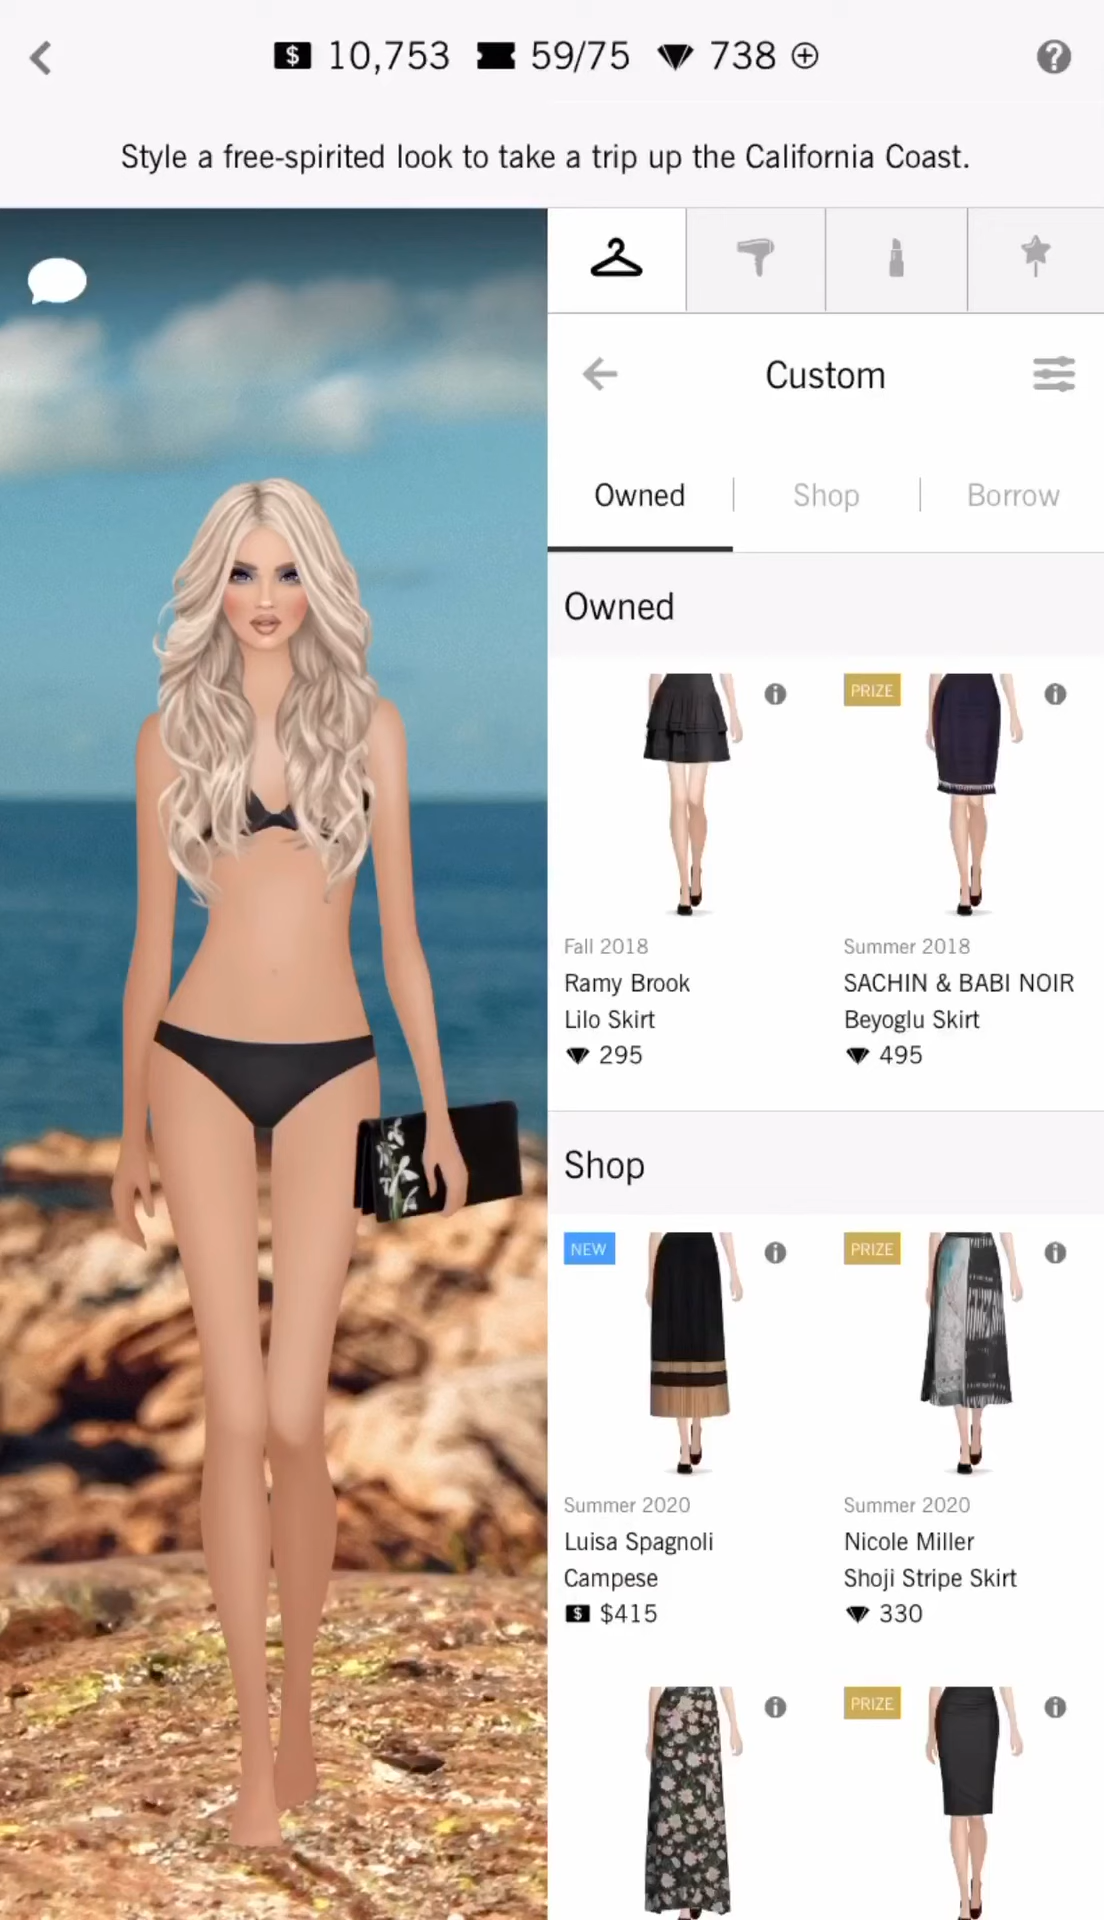 $ 10,753 59/75 738
?
Style a free-spirited look to take a trip up the California Coast.
Custom
Owned
Shop
Borrow
Owned
PRIZE
Fall 2018
Ramy Brook
Lilo Skirt
295
Summer 2018
SACHIN & BABI NOIR
Beyoglu Skirt
495
Shop
NEW
PRIZE
Summer 2020
Luisa Spagnoli
Campese
$ $415
Summer 2020
Nicole Miller
Shoji Stripe Skirt
330
PRIZE